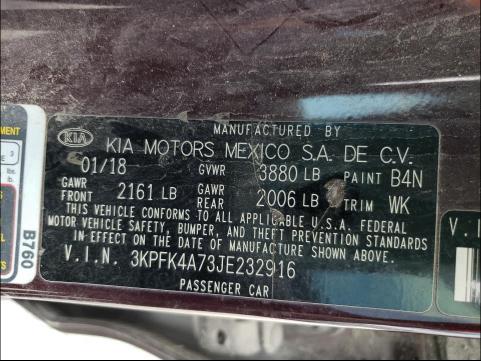 MANUFACTURED BY
KIA KIA MOTORS MEXICO S.A. DE C.V.
01/18 GVWR 3880 LB PAINT B4N
GAWR FRONT 2161 LB GAWR REAR 2006 LB TRIM WK
THIS VEHICLE CONFORMS TO ALL APPLICABLE U.S.A. FEDERAL
MOTOR VEHICLE SAFETY, BUMPER, AND THEFT PREVENTION STANDARDS
IN EFFECT ON THE DATE OF MANUFACTURE SHOWN ABOVE.
V.I.N. 3KPFK4A73JE232916
PASSENGER CAR
B760
V.I